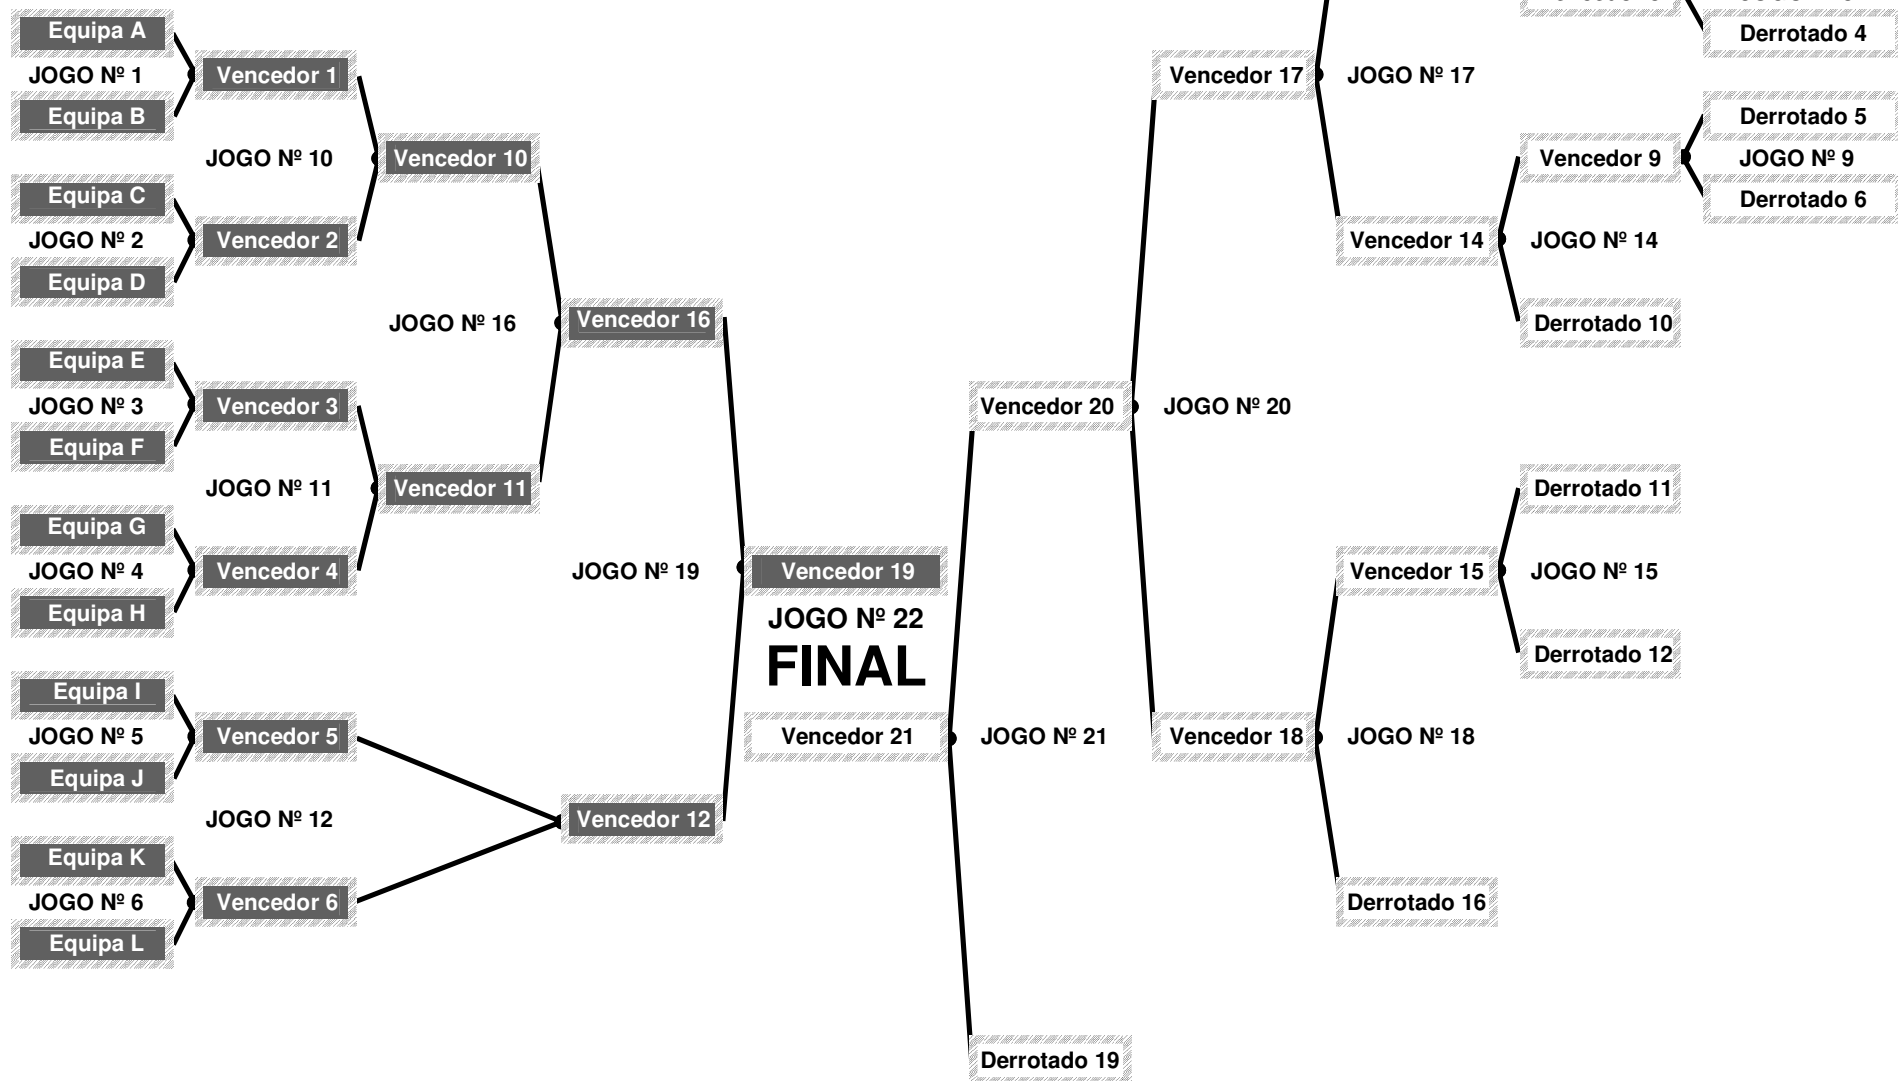 Equipa A
JOGO Nº 1
Equipa B
Equipa C
JOGO Nº 2
Equipa D
Equipa E
JOGO Nº 3
Equipa F
Equipa G
JOGO Nº 4
Equipa H
Equipa I
JOGO Nº 5
Equipa J
Equipa K
JOGO Nº 6
Equipa L
Vencedor 1
JOGO Nº 10
Vencedor 2
Vencedor 3
JOGO Nº 11
Vencedor 4
Vencedor 5
JOGO Nº 12
Vencedor 6
Vencedor 10
JOGO Nº 16
Vencedor 11
Vencedor 16
JOGO Nº 19
Vencedor 12
Vencedor 19
JOGO Nº 22
FINAL
Vencedor 21
Vencedor 20
JOGO Nº 21
Derrotado 19
Vencedor 17
JOGO Nº 20
Vencedor 18
JOGO Nº 17
Vencedor 14
Vencedor 15
JOGO Nº 18
Derrotado 16
Vencedor 9
JOGO Nº 14
Derrotado 10
Derrotado 11
JOGO Nº 15
Derrotado 12
Derrotado 4
Derrotado 5
JOGO Nº 9
Derrotado 6